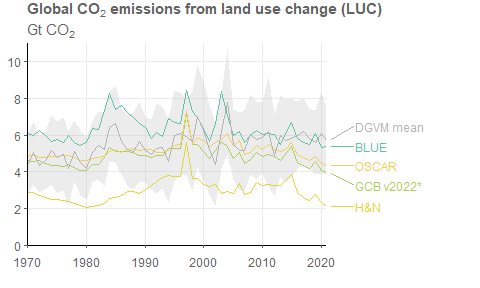 Global CO₂ emissions from land use change (LUC)
Gt CO₂
10
8
6
4
2
0
1970 1980 1990 2000 2010 2020
DGVM mean
BLUE
OSCAR
GCB v2022*
H&N